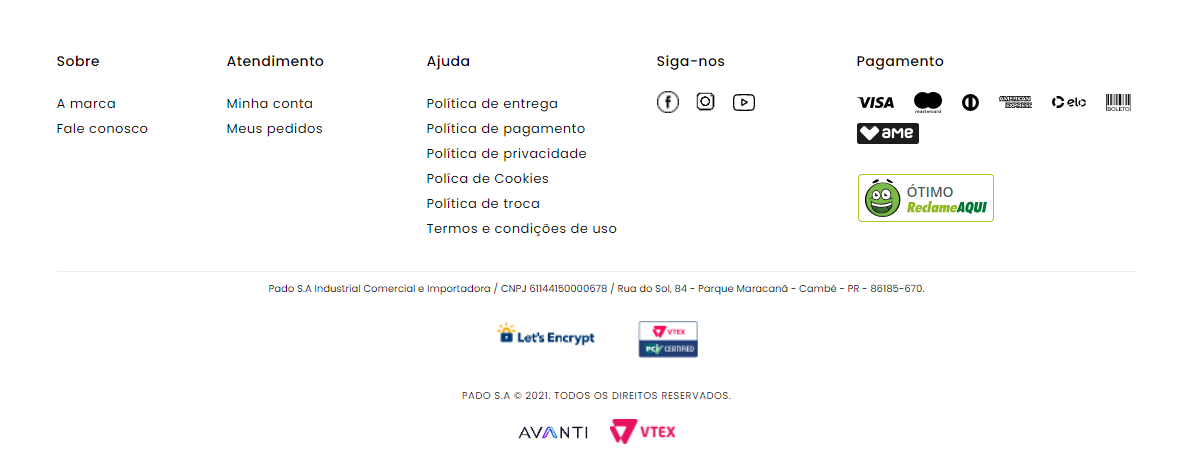 Sobre
A marca
Fale conosco
Atendimento
Minha conta
Meus pedidos
Ajuda
Política de entrega
Política de pagamento
Política de privacidade
Políca de Cookies
Política de troca
Termos e condições de uso
Siga-nos
Pagamento
VISA
mastercard
AMERICAN
EXPRESS
elo
BOLETO
ame
ÓTIMO
ReclameAQUI
Pado S.A Industrial Comercial e Importadora / CNPJ 61144150000678 / Rua do Sol, 84 - Parque Maracanã - Cambé - PR - 86185-670.
Let's Encrypt
VTEX
PCI CERTIFIED
PADO S.A © 2021. TODOS OS DIREITOS RESERVADOS.
AVANTI
VTEX